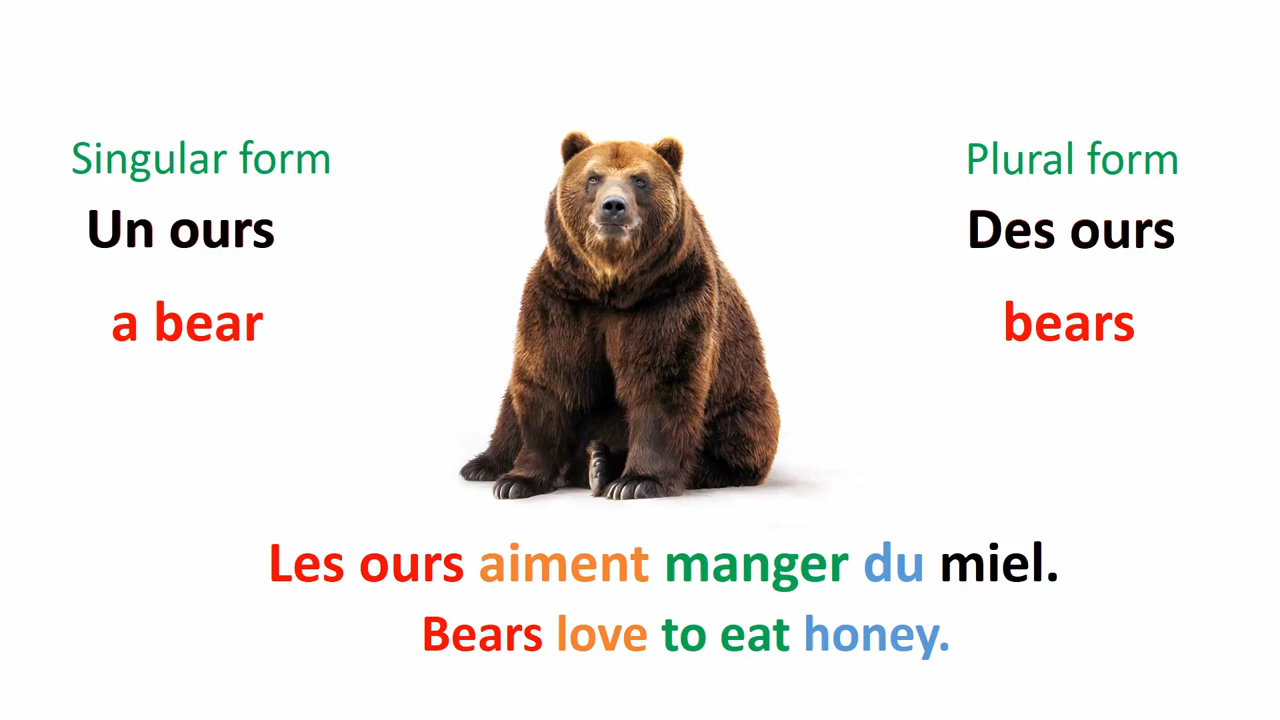 Singular form
Un ours
a bear
Plural form
Des ours
bears
Les ours aiment manger du miel.
Bears love to eat honey.